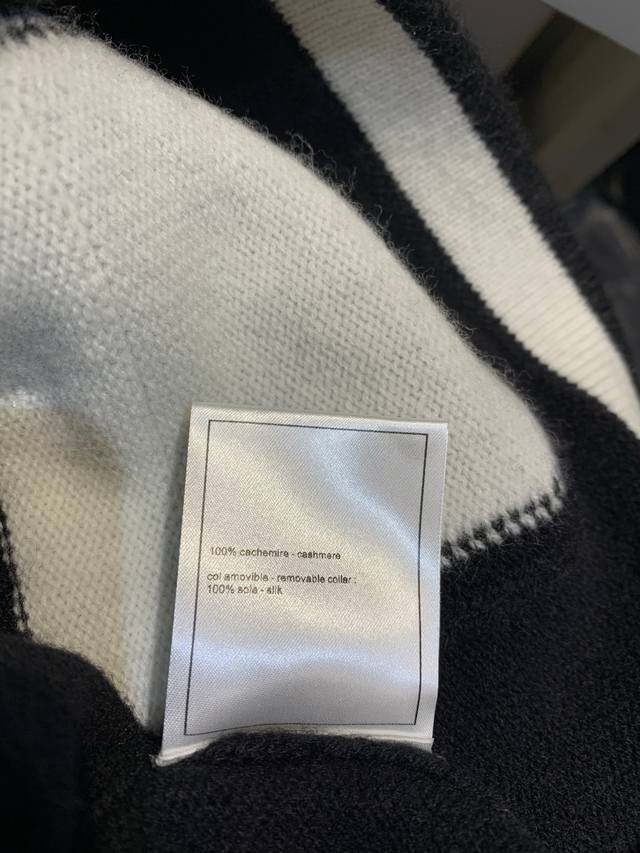 100% cachemire - cashmere
col amovible - removable collar :
100% soie - silk